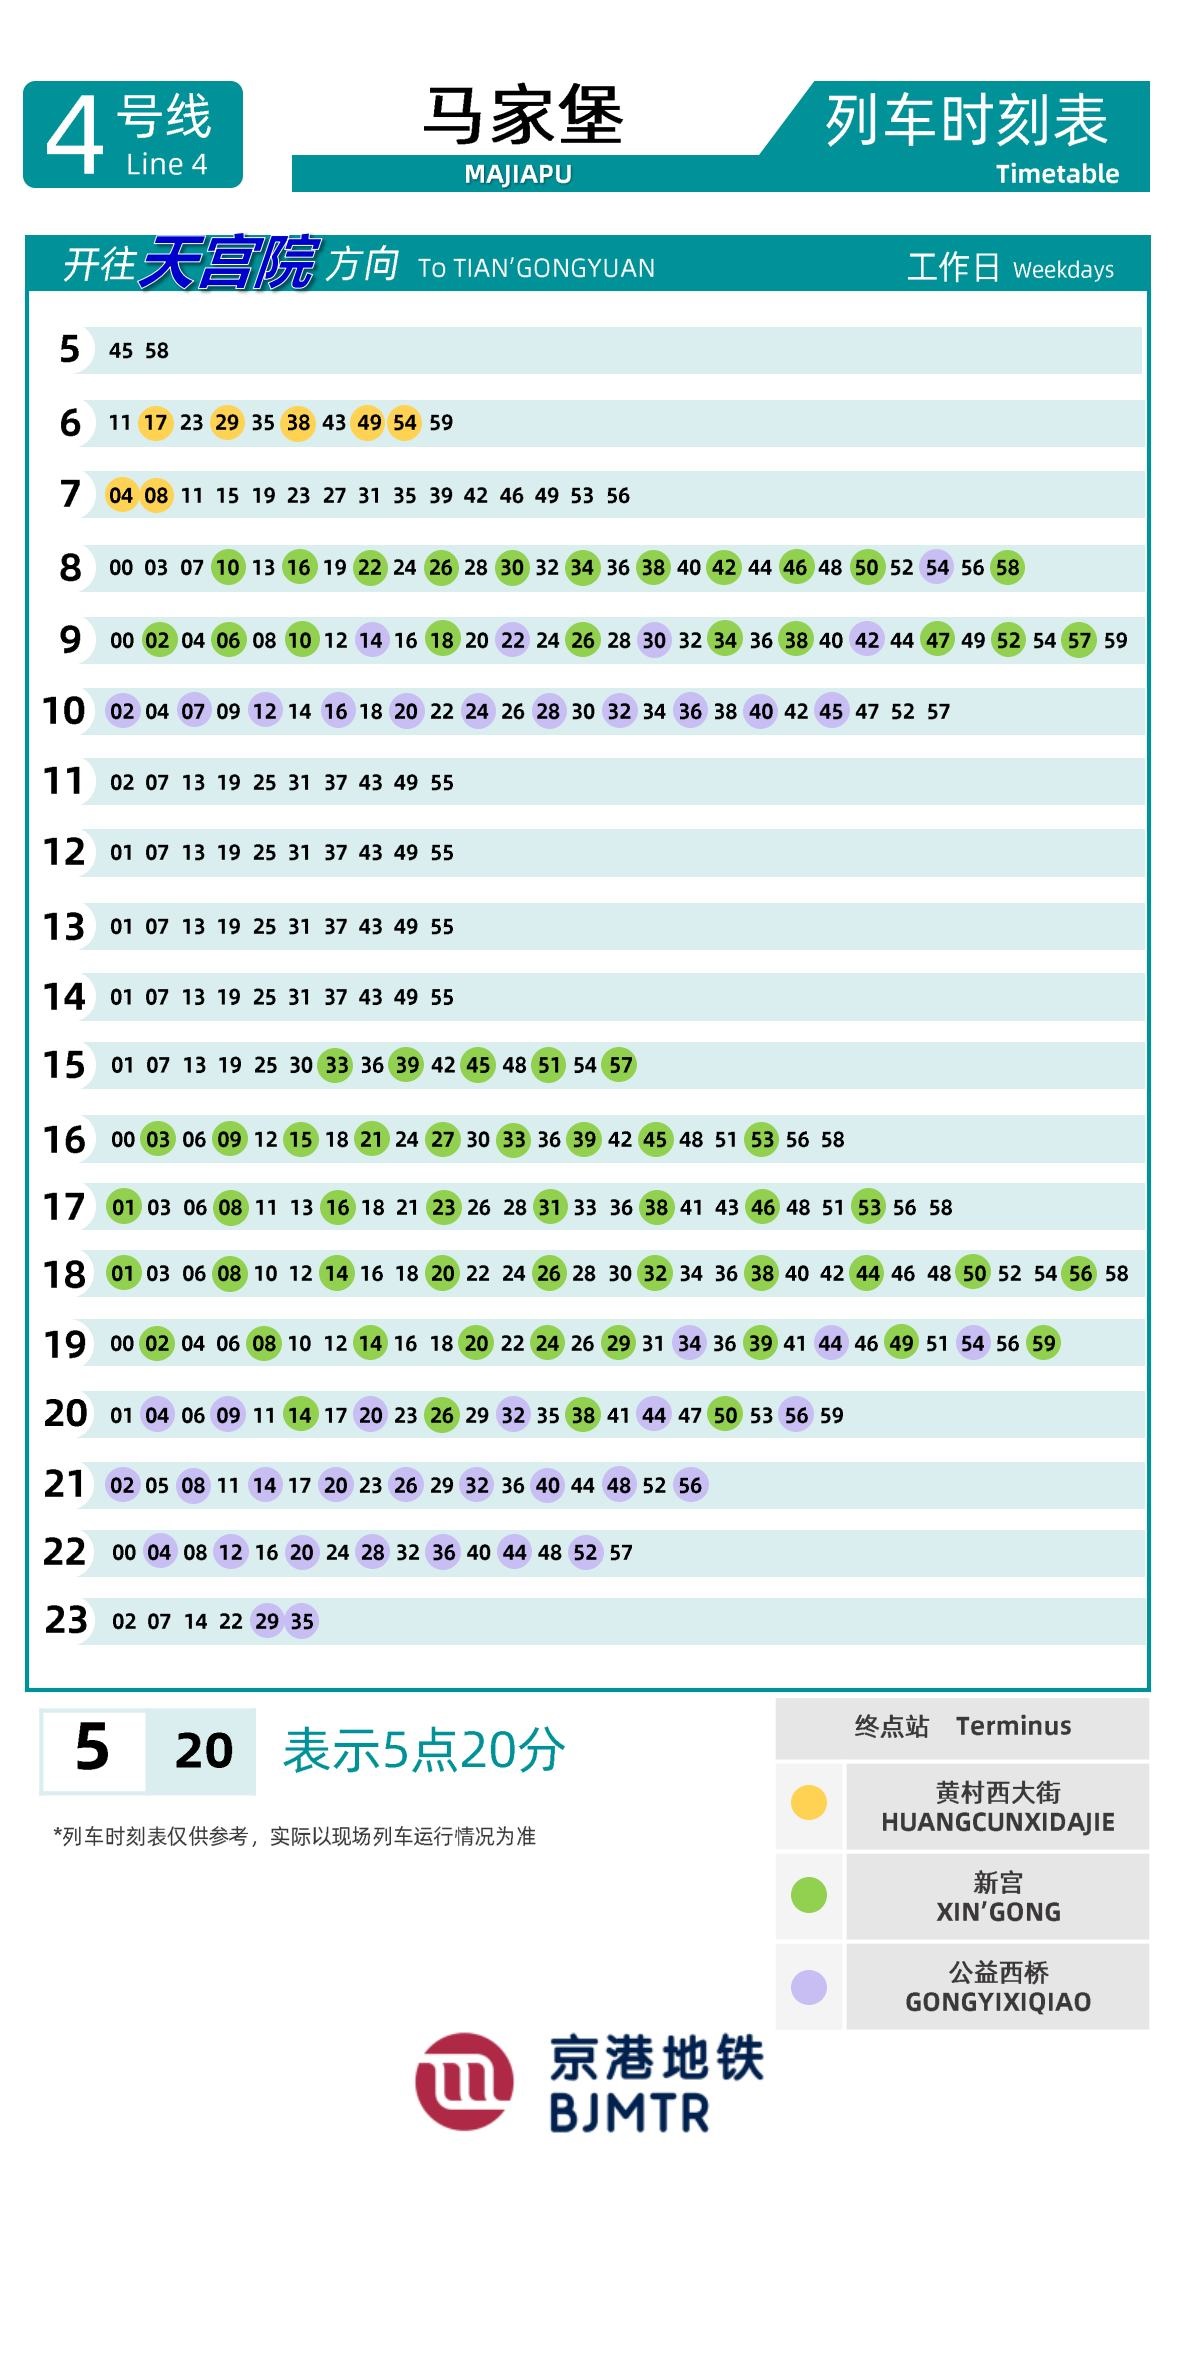 4 号线
Line 4
马家堡
MAJIAPU
列车时刻表
Timetable
开往天宫院方向 To TIAN'GONGYUAN 工作日 Weekdays
5 45 58
6 11 17 23 29 35 38 43 49 54 59
7 04 08 11 15 19 23 27 31 35 39 42 46 49 53 56
8 00 03 07 10 13 16 19 22 24 26 28 30 32 34 36 38 40 42 44 46 48 50 52 54 56 58
9 00 02 04 06 08 10 12 14 16 18 20 22 24 26 28 30 32 34 36 38 40 42 44 47 49 52 54 57 59
10 02 04 07 09 12 14 16 18 20 22 24 26 28 30 32 34 36 38 40 42 45 47 52 57
11 02 07 13 19 25 31 37 43 49 55
12 01 07 13 19 25 31 37 43 49 55
13 01 07 13 19 25 31 37 43 49 55
14 01 07 13 19 25 31 37 43 49 55
15 01 07 13 19 25 30 33 36 39 42 45 48 51 54 57
16 00 03 06 09 12 15 18 21 24 27 30 33 36 39 42 45 48 51 53 56 58
17 01 03 06 08 11 13 16 18 21 23 26 28 31 33 36 38 41 43 46 48 51 53 56 58
18 01 03 06 08 10 12 14 16 18 20 22 24 26 28 30 32 34 36 38 40 42 44 46 48 50 52 54 56 58
19 00 02 04 06 08 10 12 14 16 18 20 22 24 26 29 31 34 36 39 41 44 46 49 51 54 56 59
20 01 04 06 09 11 14 17 20 23 26 29 32 35 38 41 44 47 50 53 56 59
21 02 05 08 11 14 17 20 23 26 29 32 36 40 44 48 52 56
22 00 04 08 12 16 20 24 28 32 36 40 44 48 52 57
23 02 07 14 22 29 35
5 20 表示5点20分
*列车时刻表仅供参考，实际以现场列车运行情况为准
终点站 Terminus
黄村西大街
HUANGCUNXIDAJIE
新宫
XIN'GONG
公益西桥
GONGYIXIQIAO
京港地铁
BJMTR